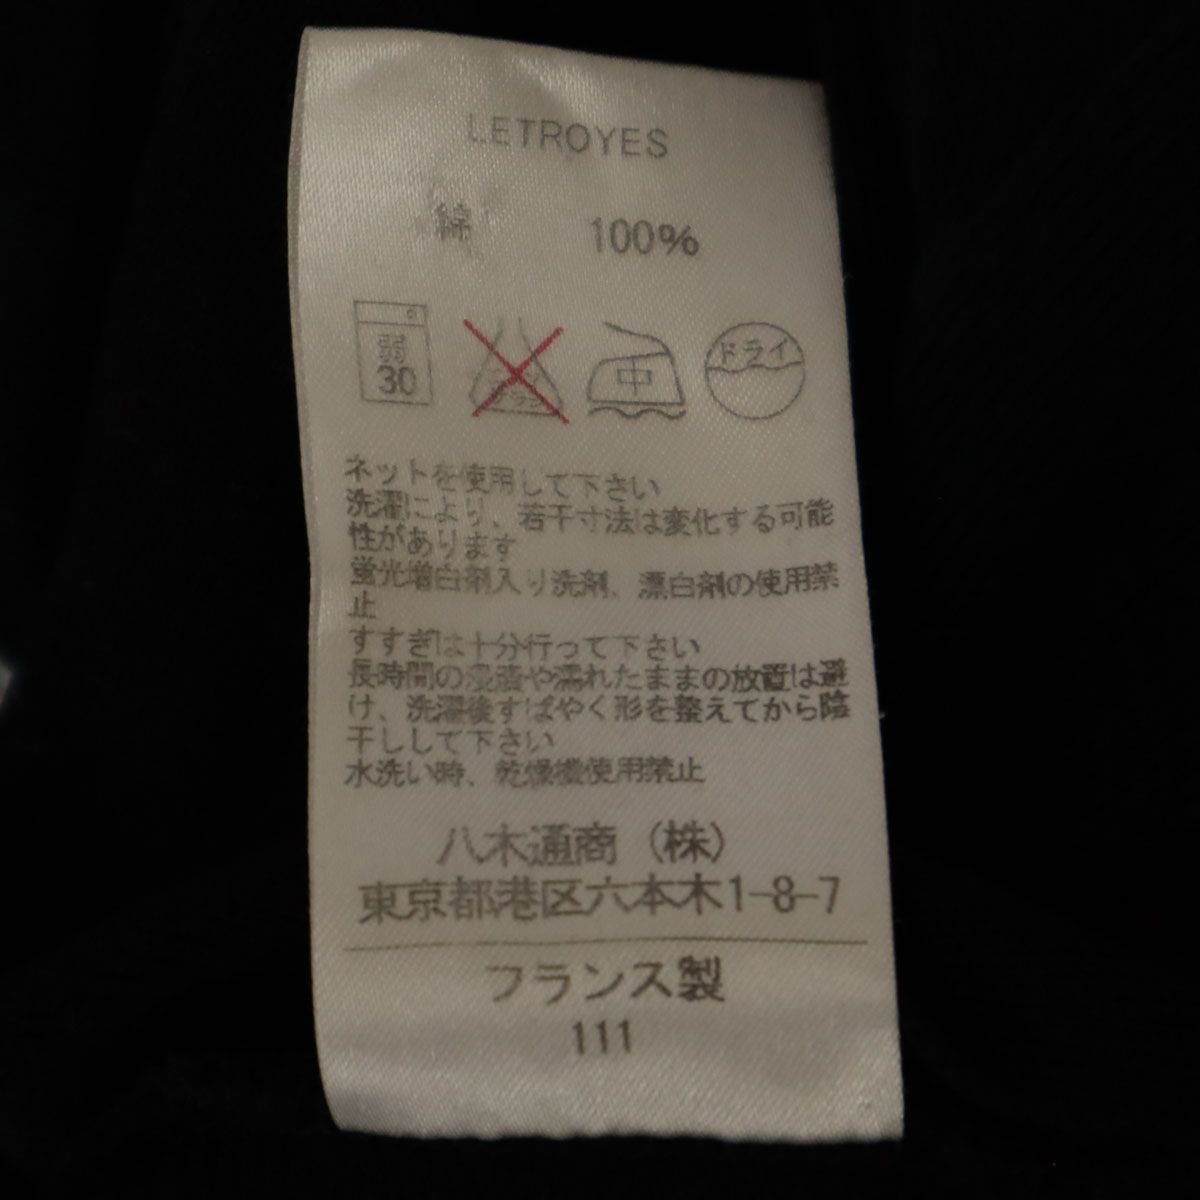 LETROYES
綿 100%
弱 30 中 ドライ
ネットを使用して下さい
洗濯により、若干寸法は変化する可能
性があります
蛍光増白剤入り洗剤、漂白剤の使用禁
止
すすぎは十分行って下さい
長時間の浸漬や濡れたままの放置は避
け、洗濯後すばやく形を整えてから陰
干しして下さい
水洗い時、乾燥機使用禁止
八木通商（株）
東京都港区六本木1-8-7
フランス製
111